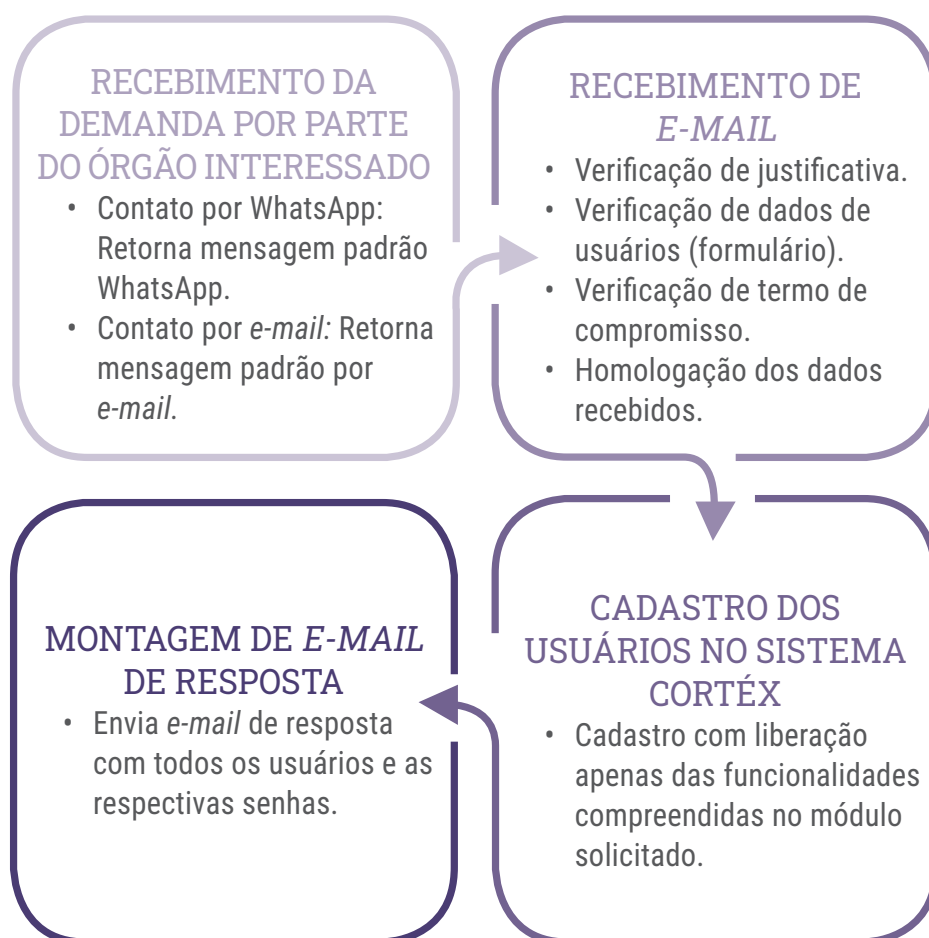 RECEBIMENTO DA
DEMANDA POR PARTE
DO ÓRGÃO INTERESSADO
• Contato por WhatsApp:
Retorna mensagem padrão
WhatsApp.
• Contato por e-mail: Retorna
mensagem padrão por
e-mail.
RECEBIMENTO DE
E-MAIL
• Verificação de justificativa.
• Verificação de dados de
usuários (formulário).
• Verificação de termo de
compromisso.
• Homologação dos dados
recebidos.
CADASTRO DOS
USUÁRIOS NO SISTEMA
CORTÉX
• Cadastro com liberação
apenas das funcionalidades
compreendidas no módulo
solicitado.
MONTAGEM DE E-MAIL
DE RESPOSTA
• Envia e-mail de resposta
com todos os usuários e as
respectivas senhas.